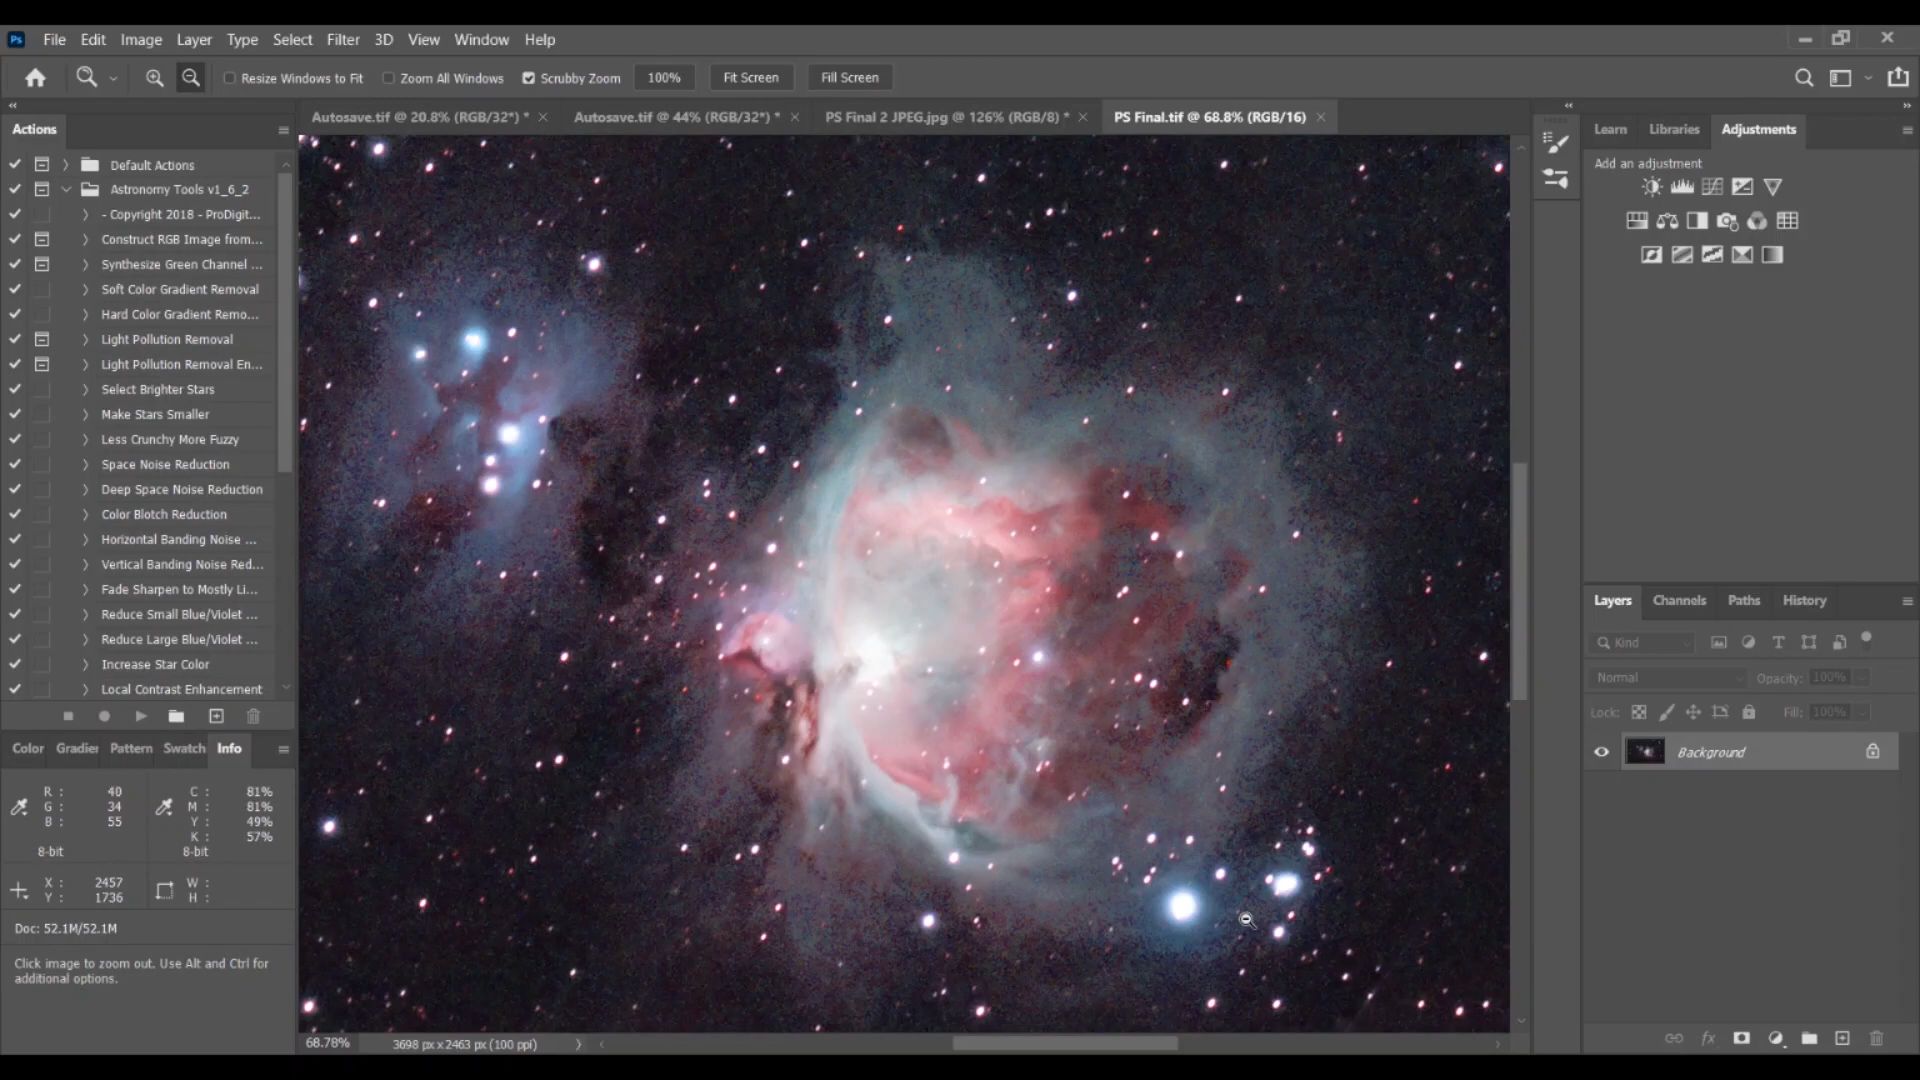 Ps File Edit Image Layer Type Select Filter 3D View Window Help
Resize Windows to Fit Zoom All Windows Scrubby Zoom 100% Fit Screen Fill Screen
Autosave.tif @ 20.8% (RGB/32*) * Autosave.tif @ 44% (RGB/32*) * PS Final 2 JPEG.jpg @ 126% (RGB/8) * PS Final.tif @ 68.8% (RGB/16)
Actions
Default Actions
Astronomy Tools v1_6_2
- Copyright 2018 - ProDigit...
Construct RGB Image from...
Synthesize Green Channel ...
Soft Color Gradient Removal
Hard Color Gradient Remo...
Light Pollution Removal
Light Pollution Removal En...
Select Brighter Stars
Make Stars Smaller
Less Crunchy More Fuzzy
Space Noise Reduction
Deep Space Noise Reduction
Color Blotch Reduction
Horizontal Banding Noise ...
Vertical Banding Noise Red...
Fade Sharpen to Mostly Li...
Reduce Small Blue/Violet ...
Reduce Large Blue/Violet ...
Increase Star Color
Local Contrast Enhancement
Color Gradien Pattern Swatch Info
R : 40 C : 81%
G : 34 M : 81%
B : 55 Y : 49%
K : 57%
8-bit 8-bit
X : 2457 W :
Y : 1736 H :
Doc: 52.1M/52.1M
Click image to zoom out. Use Alt and Ctrl for
additional options.
68.78% 3698 px x 2463 px (100 ppi)
Learn Libraries Adjustments
Add an adjustment
Layers Channels Paths History
Kind
Normal Opacity: 100%
Lock: Fill: 100%
Background
fx